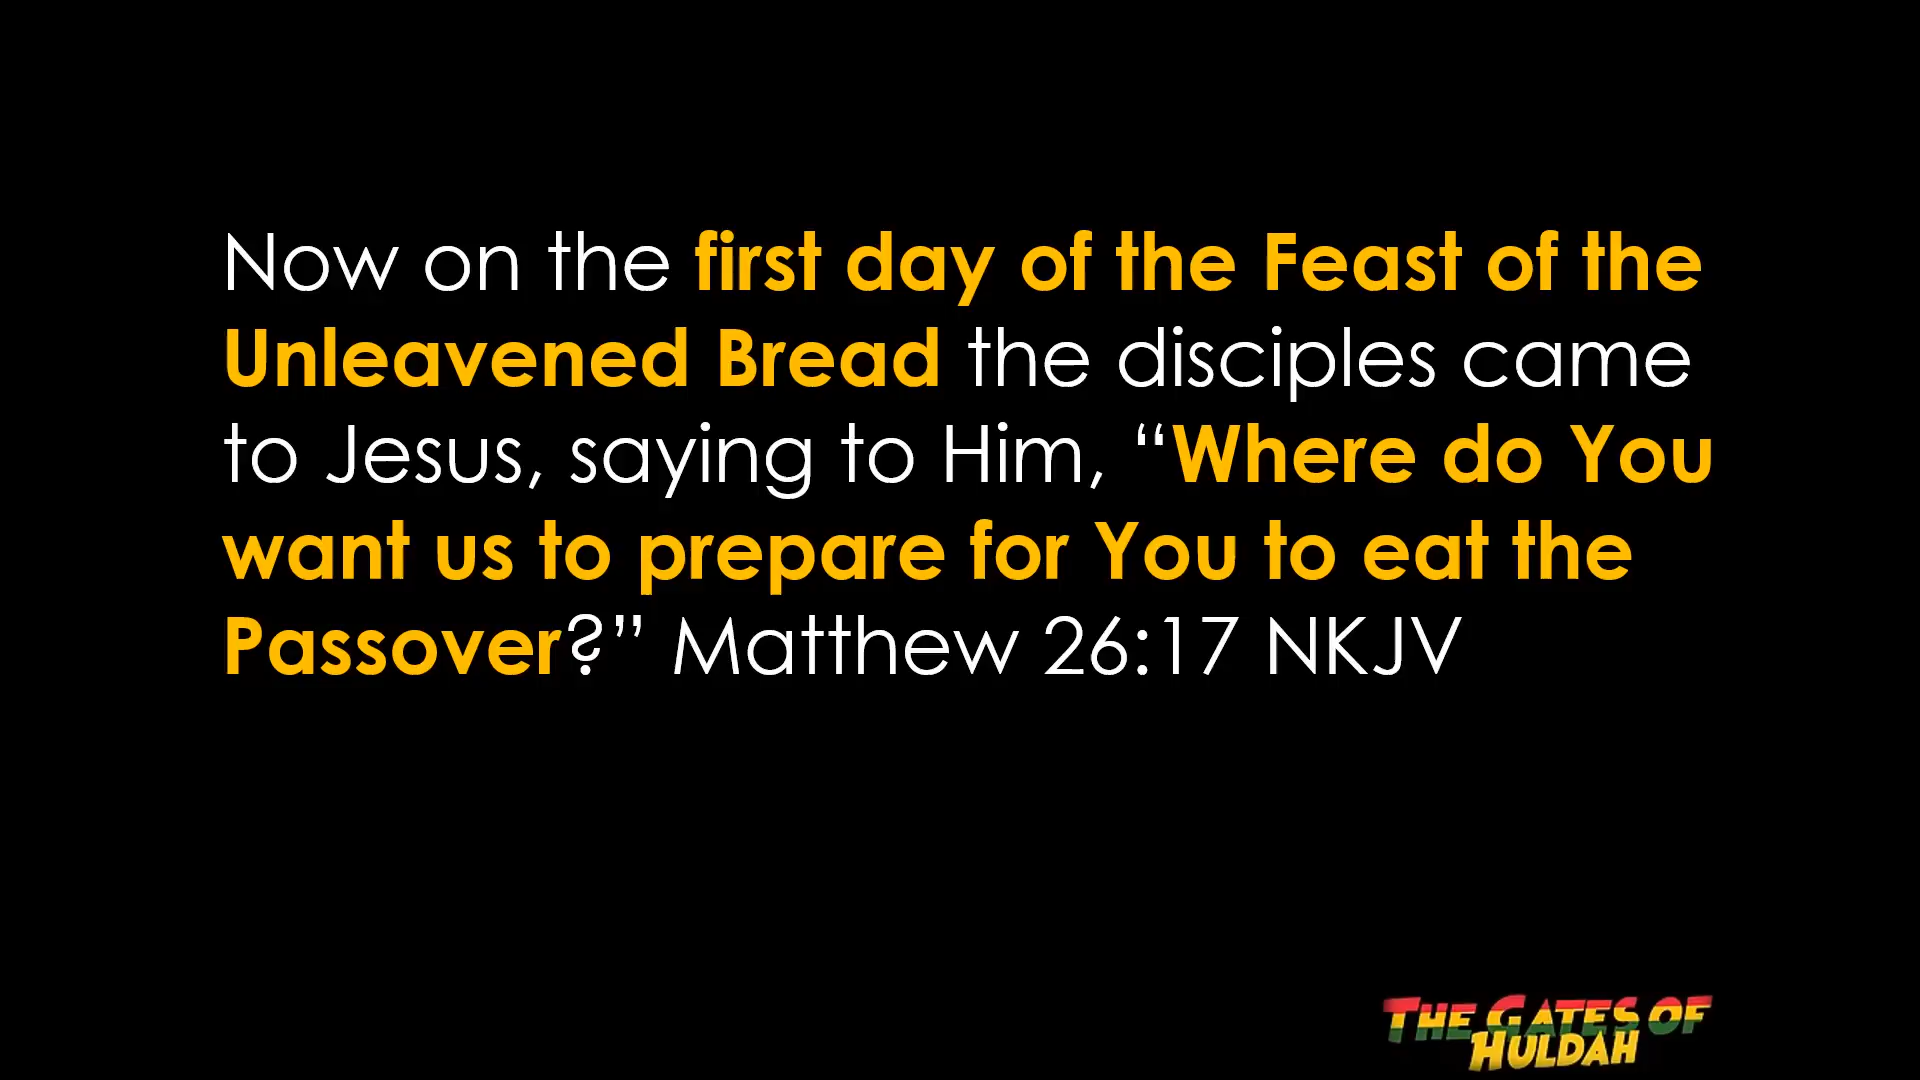 Now on the first day of the Feast of the
Unleavened Bread the disciples came
to Jesus, saying to Him, “Where do You
want us to prepare for You to eat the
Passover?” Matthew 26:17 NKJV
THE GATES OF
HULDAH